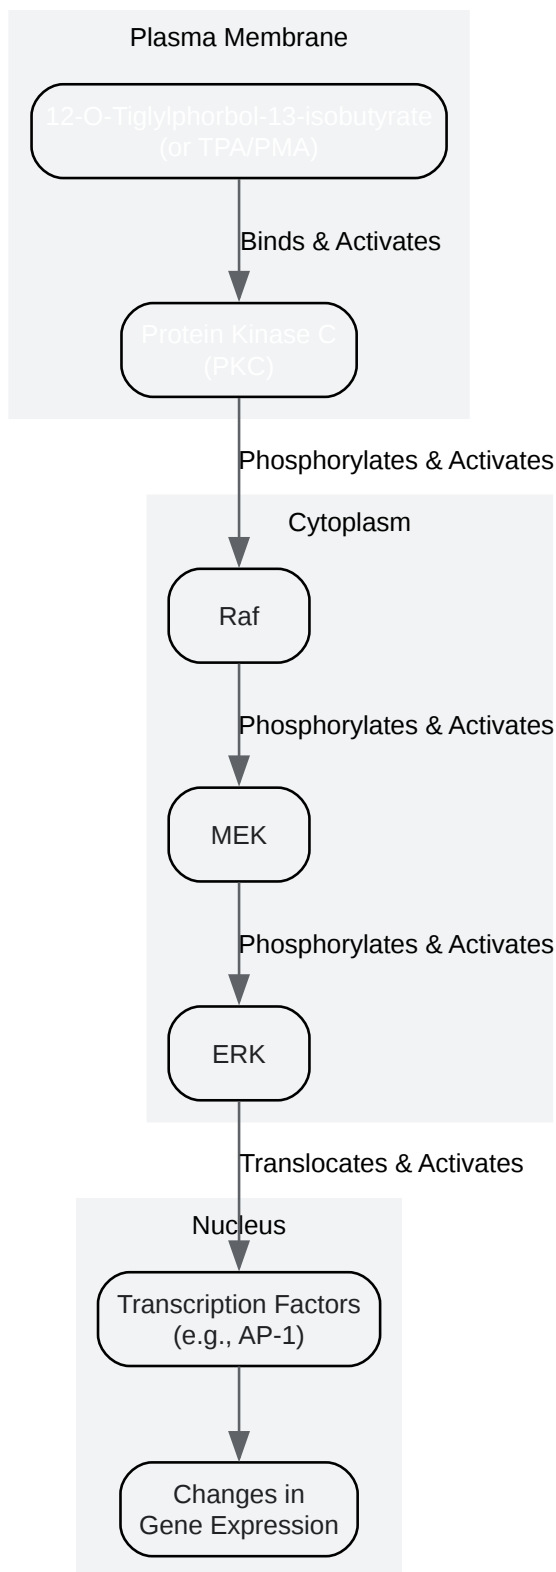 Plasma Membrane
12-O-Tiglylphorbol-13-isobutyrate
(or TPA/PMA)
Binds & Activates
Protein Kinase C
(PKC)
Phosphorylates & Activates
Cytoplasm
Raf
Phosphorylates & Activates
MEK
Phosphorylates & Activates
ERK
Translocates & Activates
Nucleus
Transcription Factors
(e.g., AP-1)
Changes in
Gene Expression